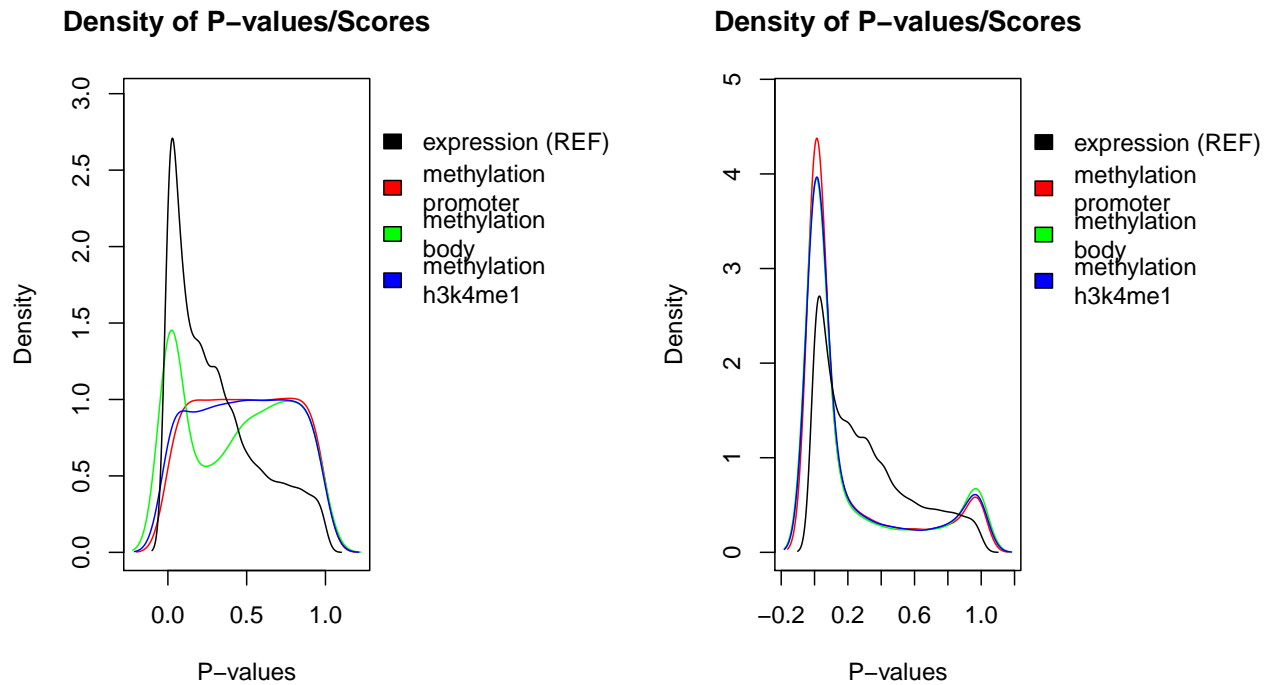 Density of P−values/Scores
3.0
2.5
2.0
1.5
1.0
0.5
0.0
Density
0.0 0.5 1.0
P−values
expression (REF)
methylation
promoter
methylation
body
methylation
h3k4me1
Density of P−values/Scores
5
4
3
2
1
0
Density
−0.2 0.2 0.6 1.0
P−values
expression (REF)
methylation
promoter
methylation
body
methylation
h3k4me1